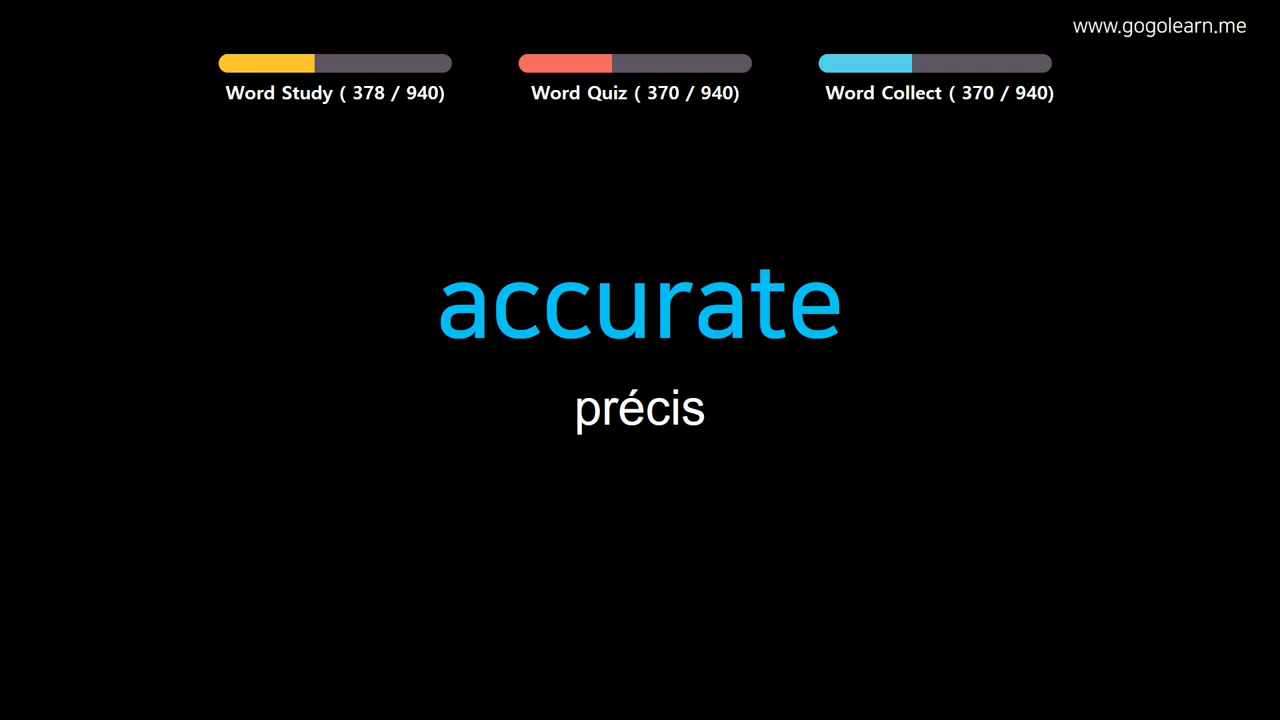 www.gogolearn.me
Word Study ( 378 / 940)
Word Quiz ( 370 / 940)
Word Collect ( 370 / 940)
accurate
précis